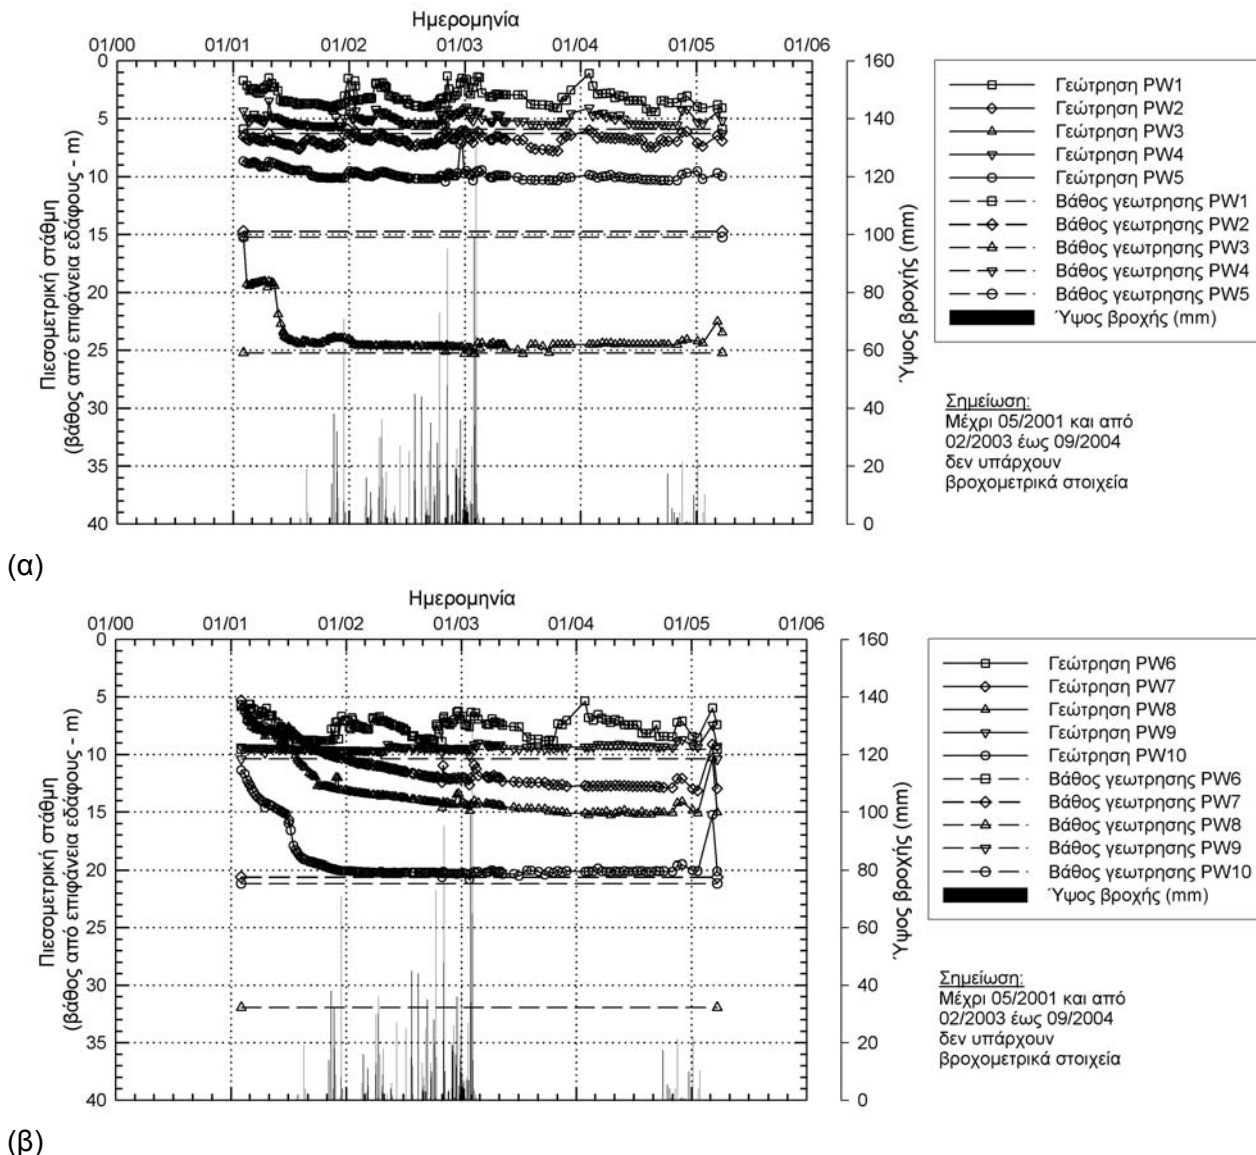 Ημερομηνία
01/00 01/01 01/02 01/03 01/04 01/05 01/06
0 5 10 15 20 25 30 35 40
Πιεσομετρική στάθμη
(βάθος από επιφάνεια εδάφους - m)
160 140 120 100 80 60 40 20 0
Ύψος βροχής (mm)
Γεώτρηση PW1
Γεώτρηση PW2
Γεώτρηση PW3
Γεώτρηση PW4
Γεώτρηση PW5
Βάθος γεωτρησης PW1
Βάθος γεωτρησης PW2
Βάθος γεωτρησης PW3
Βάθος γεωτρησης PW4
Βάθος γεωτρησης PW5
Ύψος βροχής (mm)
Σημείωση:
Μέχρι 05/2001 και από
02/2003 έως 09/2004
δεν υπάρχουν
βροχομετρικά στοιχεία
(α)
Ημερομηνία
01/00 01/01 01/02 01/03 01/04 01/05 01/06
0 5 10 15 20 25 30 35 40
Πιεσομετρική στάθμη
(βάθος από επιφάνεια εδάφους - m)
160 140 120 100 80 60 40 20 0
Ύψος βροχής (mm)
Γεώτρηση PW6
Γεώτρηση PW7
Γεώτρηση PW8
Γεώτρηση PW9
Γεώτρηση PW10
Βάθος γεωτρησης PW6
Βάθος γεωτρησης PW7
Βάθος γεωτρησης PW8
Βάθος γεωτρησης PW9
Βάθος γεωτρησης PW10
Ύψος βροχής (mm)
Σημείωση:
Μέχρι 05/2001 και από
02/2003 έως 09/2004
δεν υπάρχουν
βροχομετρικά στοιχεία
(β)